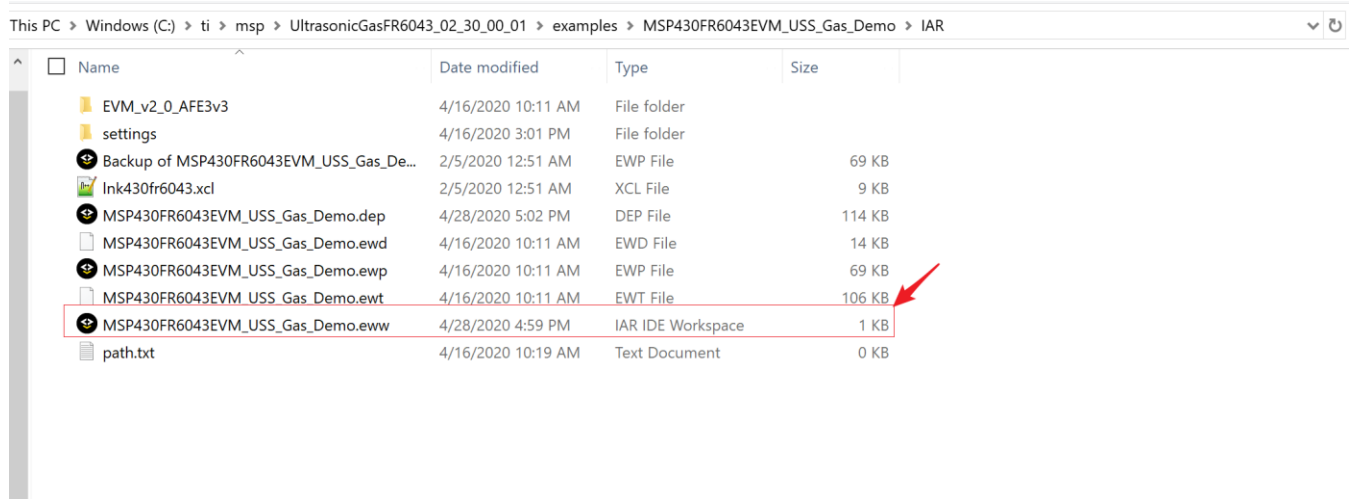 This PC > Windows (C:) > ti > msp > UltrasonicGasFR6043_02_30_00_01 > examples > MSP430FR6043EVM_USS_Gas_Demo > IAR
Name Date modified Type Size
EVM_v2_0_AFE3v3 4/16/2020 10:11 AM File folder
settings 4/16/2020 3:01 PM File folder
Backup of MSP430FR6043EVM_USS_Gas_De... 2/5/2020 12:51 AM EWP File 69 KB
lnk430fr6043.xcl 2/5/2020 12:51 AM XCL File 9 KB
MSP430FR6043EVM_USS_Gas_Demo.dep 4/28/2020 5:02 PM DEP File 114 KB
MSP430FR6043EVM_USS_Gas_Demo.ewd 4/16/2020 10:11 AM EWD File 14 KB
MSP430FR6043EVM_USS_Gas_Demo.ewp 4/16/2020 10:11 AM EWP File 69 KB
MSP430FR6043EVM_USS_Gas_Demo.ewt 4/16/2020 10:11 AM EWT File 106 KB
MSP430FR6043EVM_USS_Gas_Demo.eww 4/28/2020 4:59 PM IAR IDE Workspace 1 KB
path.txt 4/16/2020 10:19 AM Text Document 0 KB